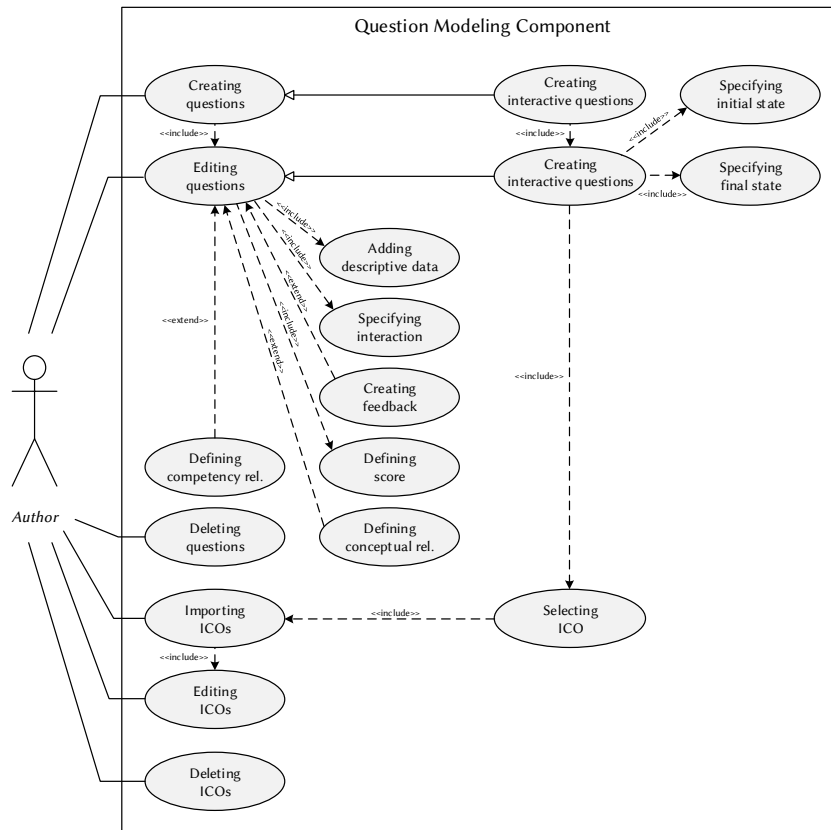 Question Modeling Component
Creating
questions
Creating
interactive questions
Specifying
initial state
<<include>>
<<include>>
<<include>>
Editing
questions
Creating
interactive questions
Specifying
final state
<<include>>
<<include>>
<<include>>
<<extend>>
<<include>>
<<extend>>
<<extend>>
Adding
descriptive data
Specifying
interaction
Creating
feedback
<<include>>
Defining
competency rel.
Defining
score
Author
Deleting
questions
Defining
conceptual rel.
Importing
ICOs
<<include>>
Selecting
ICO
<<include>>
Editing
ICOs
Deleting
ICOs